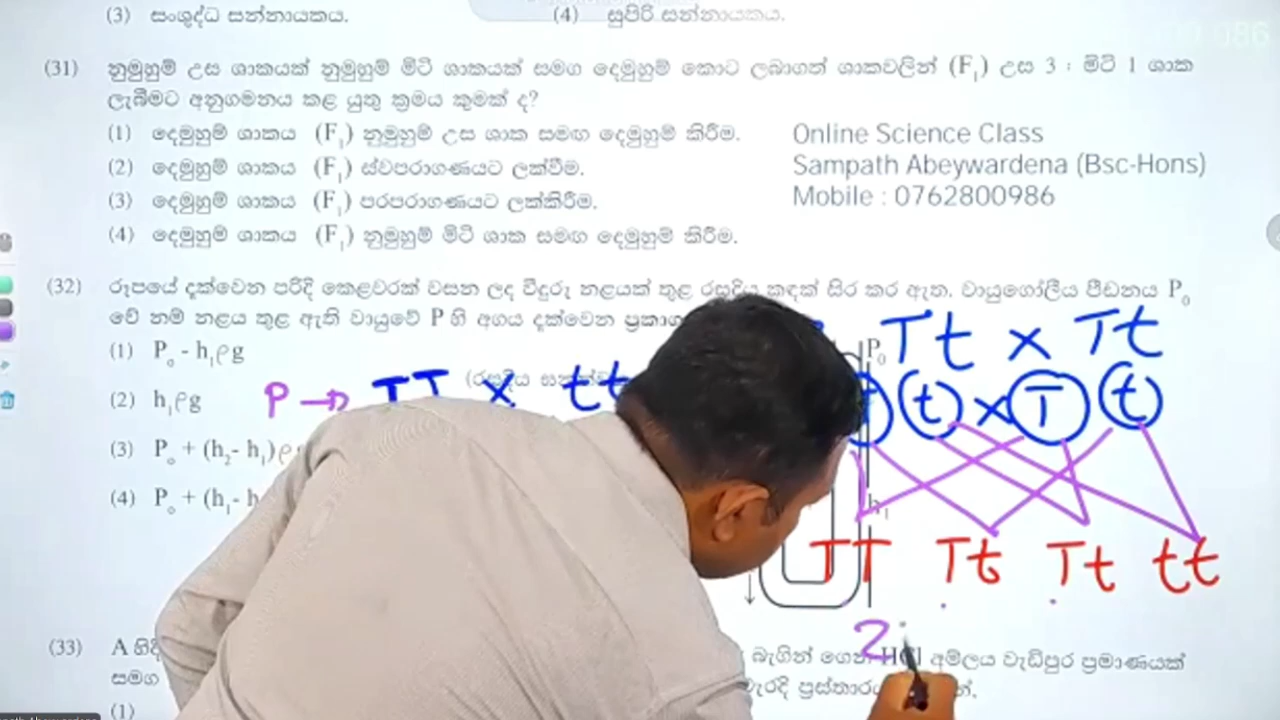 (3) සංශුද්ධ සන්නායකය. (4) සුපිරි සන්නායකය.
(31) නුමුහුම් උස ශාකයක් නුමුහුම් මිටි ශාකයක් සමග දෙමුහුම් කොට ලබාගත් ශාකවලින් (F₁) උස 3 : මිටි 1 ශාක
ලැබීමට අනුගමනය කළ යුතු ක්‍රමය කුමක් ද?
(1) දෙමුහුම් ශාකය (F₁) නුමුහුම් උස ශාක සමඟ දෙමුහුම් කිරීම.
(2) දෙමුහුම් ශාකය (F₁) ස්වපරාගණයට ලක්වීම.
(3) දෙමුහුම් ශාකය (F₁) පරපරාගණයට ලක්කිරීම.
(4) දෙමුහුම් ශාකය (F₁) නුමුහුම් මිටි ශාක සමඟ දෙමුහුම් කිරීම.
Online Science Class
Sampath Abeywardena (Bsc-Hons)
Mobile : 0762800986
(32) රූපයේ දක්වෙන පරිදි කෙළවරක් වසන ලද වීදුරු නළයක් තුළ රසදිය කඳක් සිර කර ඇත. වායුගෝලීය පීඩනය P₀
වේ නම් නළය තුළ ඇති වායුවේ P හි අගය දක්වෙන
(1) P₀ - h₁ρg
(2) h₁ρg
(3) P₀ + (h₂- h₁)ρ
(4) P₀ + (h₁- h
P → TT × tt
P₀
Tt × Tt
t × T t
h₁
TT Tt Tt tt
2
(33) A
බැගින් ගෙන HCl අම්ලය වැඩිපුර ප්‍රමාණයක්
සමග
(1)